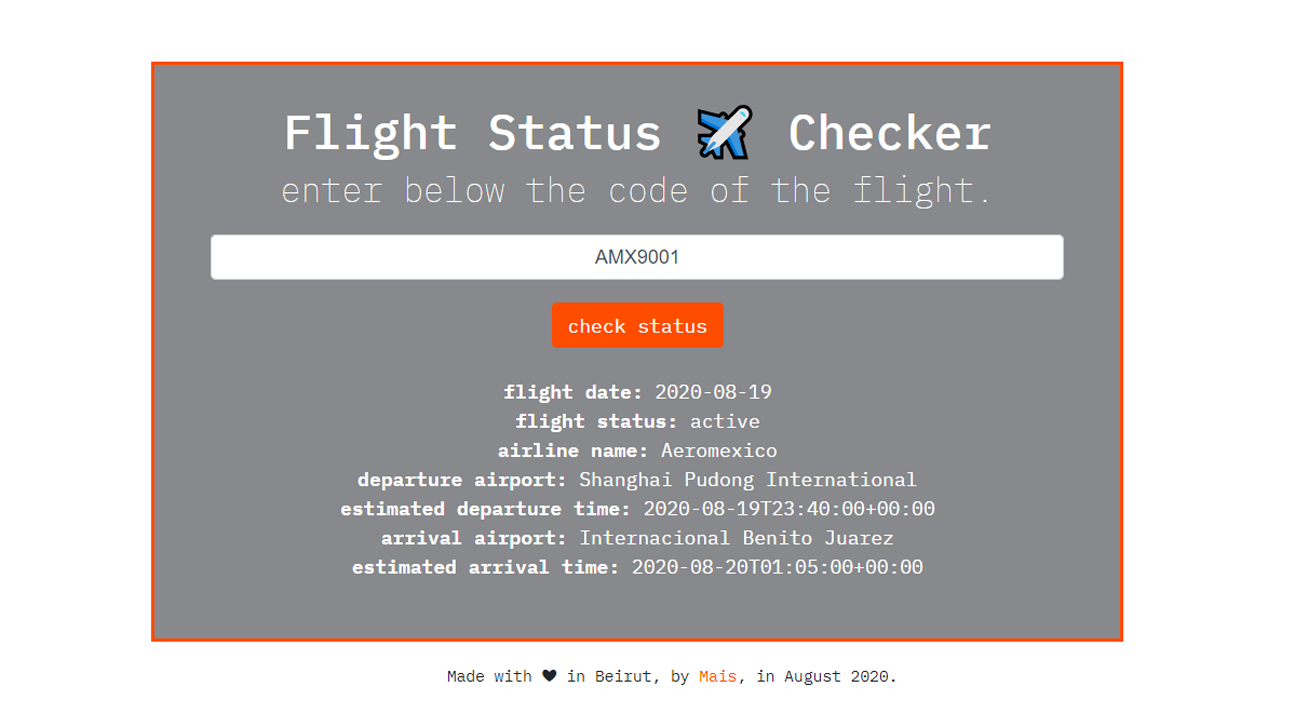 Flight Status ✈️ Checker
enter below the code of the flight.
AMX9001
check status
flight date: 2020-08-19
flight status: active
airline name: Aeromexico
departure airport: Shanghai Pudong International
estimated departure time: 2020-08-19T23:40:00+00:00
arrival airport: Internacional Benito Juarez
estimated arrival time: 2020-08-20T01:05:00+00:00
Made with ♥ in Beirut, by Mais, in August 2020.